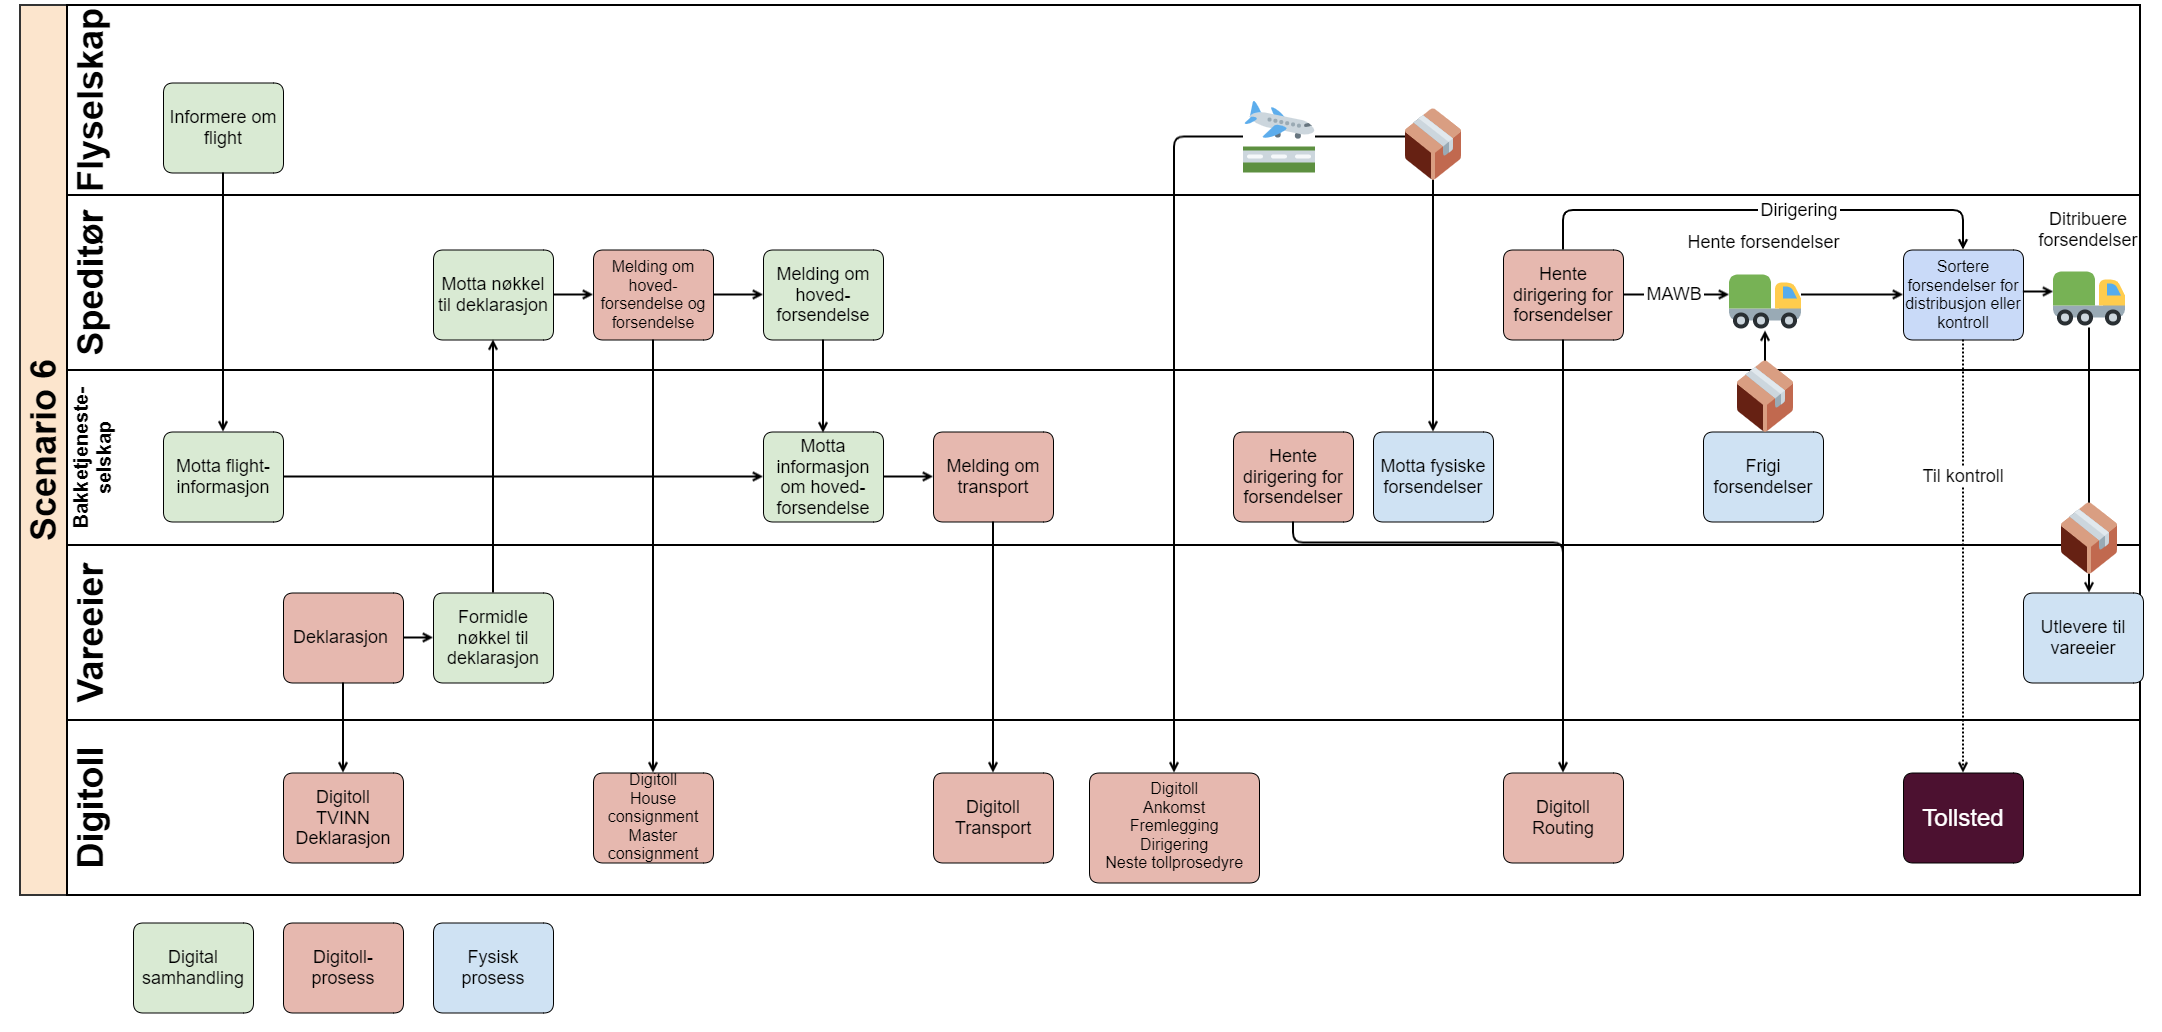 Scenario 6
Flyselskap
Informere om
flight
Speditør
Motta nøkkel
til deklarasjon
Melding om
hoved-
forsendelse og
forsendelse
Melding om
hoved-
forsendelse
Hente
dirigering for
forsendelser
Dirigering
Hente forsendelser
MAWB
Sortere
forsendelser for
distribusjon eller
kontroll
Ditribuere
forsendelser
Bakketjeneste-
selskap
Motta flight-
informasjon
Motta
informasjon
om hoved-
forsendelse
Melding om
transport
Hente
dirigering for
forsendelser
Motta fysiske
forsendelser
Frigi
forsendelser
Til kontroll
Vareeier
Deklarasjon
Formidle
nøkkel til
deklarasjon
Utlevere til
vareeier
Digitoll
Digitoll
TVINN
Deklarasjon
Digitoll
House
consignment
Master
consignment
Digitoll
Transport
Digitoll
Ankomst
Fremlegging
Dirigering
Neste tollprosedyre
Digitoll
Routing
Tollsted
Digital
samhandling
Digitoll-
prosess
Fysisk
prosess